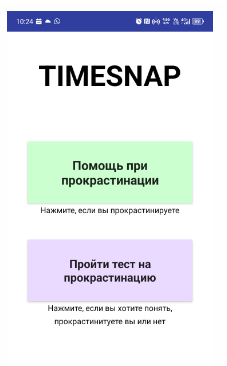 10:24
TIMESNAP
Помощь при
прокрастинации
Нажмите, если вы прокрастинируете
Пройти тест на
прокрастинацию
Нажмите, если вы хотите понять,
прокрастинитуете вы или нет